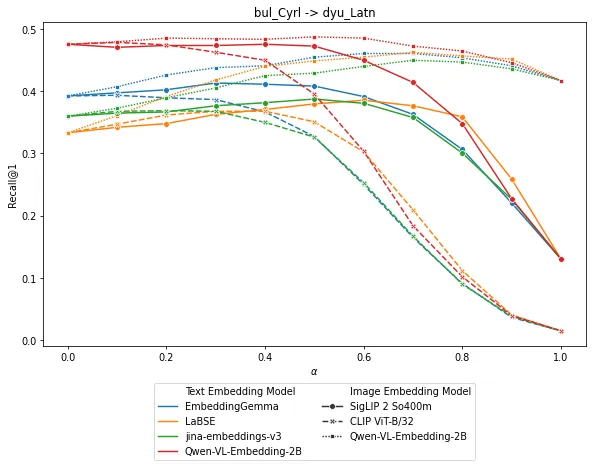 bul_Cyrl -> dyu_Latn
Recall@1
0.5
0.4
0.3
0.2
0.1
0.0
0.0 0.2 0.4 0.6 0.8 1.0
α
Text Embedding Model Image Embedding Model
EmbeddingGemma SigLIP 2 So400m
LaBSE CLIP ViT-B/32
jina-embeddings-v3 Qwen-VL-Embedding-2B
Qwen-VL-Embedding-2B